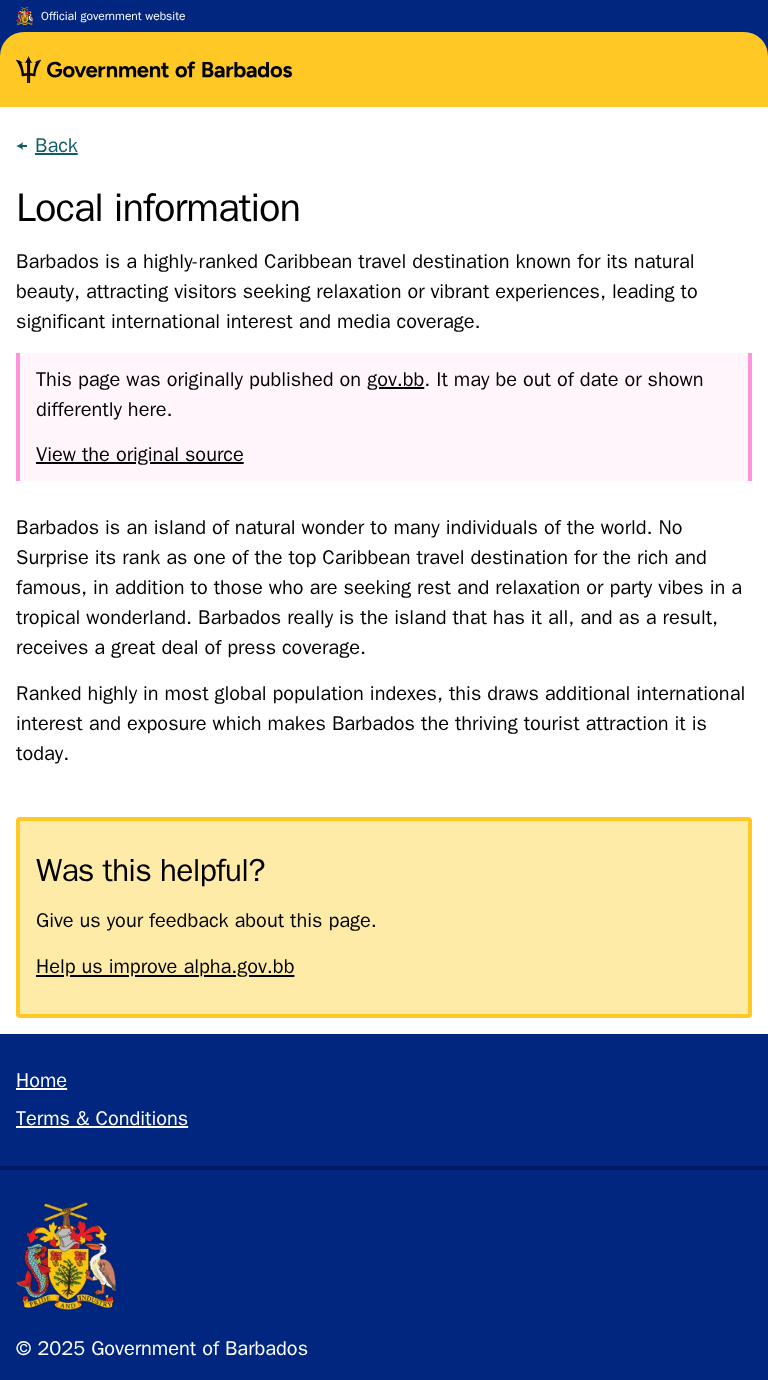 Official government website
Government of Barbados
Back
Local information
Barbados is a highly-ranked Caribbean travel destination known for its natural
beauty, attracting visitors seeking relaxation or vibrant experiences, leading to
significant international interest and media coverage.
This page was originally published on gov.bb. It may be out of date or shown
differently here.
View the original source
Barbados is an island of natural wonder to many individuals of the world. No
Surprise its rank as one of the top Caribbean travel destination for the rich and
famous, in addition to those who are seeking rest and relaxation or party vibes in a
tropical wonderland. Barbados really is the island that has it all, and as a result,
receives a great deal of press coverage.
Ranked highly in most global population indexes, this draws additional international
interest and exposure which makes Barbados the thriving tourist attraction it is
today.
Was this helpful?
Give us your feedback about this page.
Help us improve alpha.gov.bb
Home
Terms & Conditions
PRIDE AND INDUSTRY
© 2025 Government of Barbados